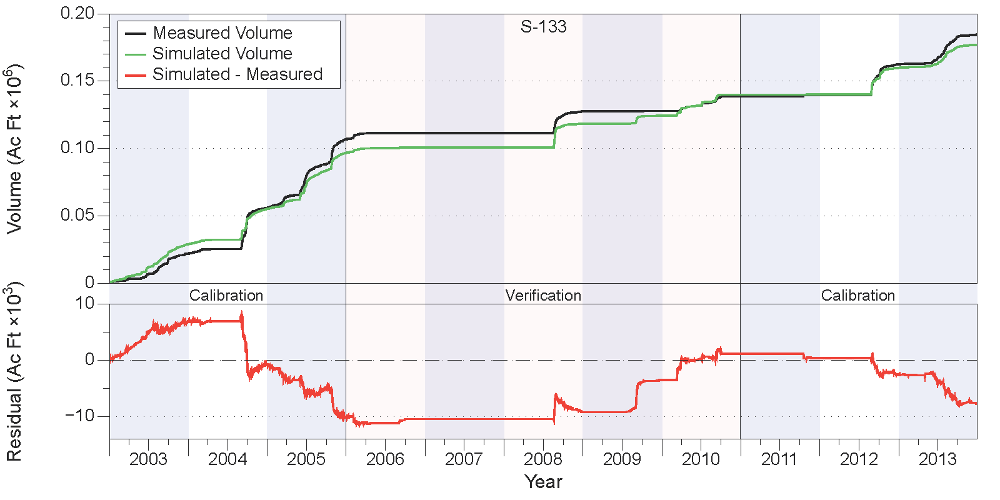 S-133
Measured Volume
Simulated Volume
Simulated - Measured
Volume (Ac Ft ×10⁶)
0.20
0.15
0.10
0.05
0
Calibration
Verification
Calibration
Residual (Ac Ft ×10³)
10
0
−10
2003 2004 2005 2006 2007 2008 2009 2010 2011 2012 2013
Year